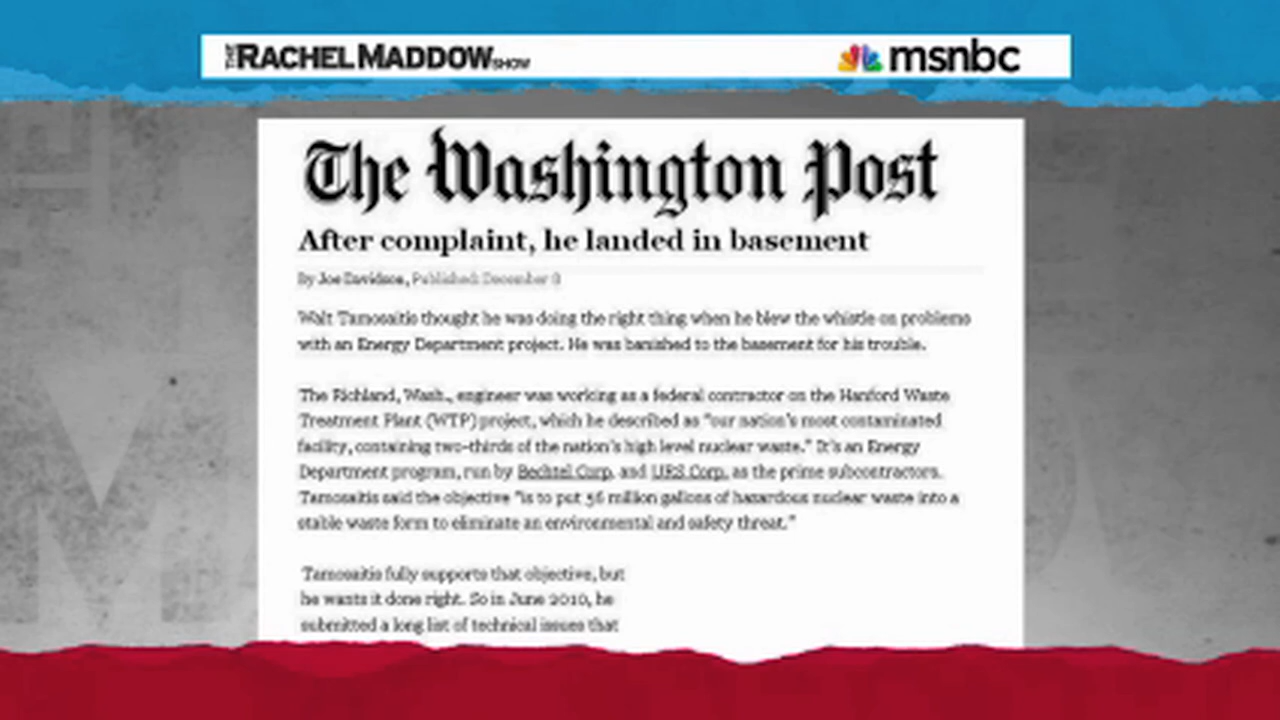 THE RACHEL MADDOW SHOW
msnbc
The Washington Post
After complaint, he landed in basement
By Joe Davidson, Published: December 8
Walt Tamosaitis thought he was doing the right thing when he blew the whistle on problems
with an Energy Department project. He was banished to the basement for his trouble.
The Richland, Wash., engineer was working as a federal contractor on the Hanford Waste
Treatment Plant (WTP) project, which he described as “our nation’s most contaminated
facility, containing two-thirds of the nation’s high level nuclear waste.” It’s an Energy
Department program, run by Bechtel Corp. and URS Corp. as the prime subcontractors.
Tamosaitis said the objective “is to put 56 million gallons of hazardous nuclear waste into a
stable waste form to eliminate an environmental and safety threat.”
Tamosaitis fully supports that objective, but
he wants it done right. So in June 2010, he
submitted a long list of technical issues that